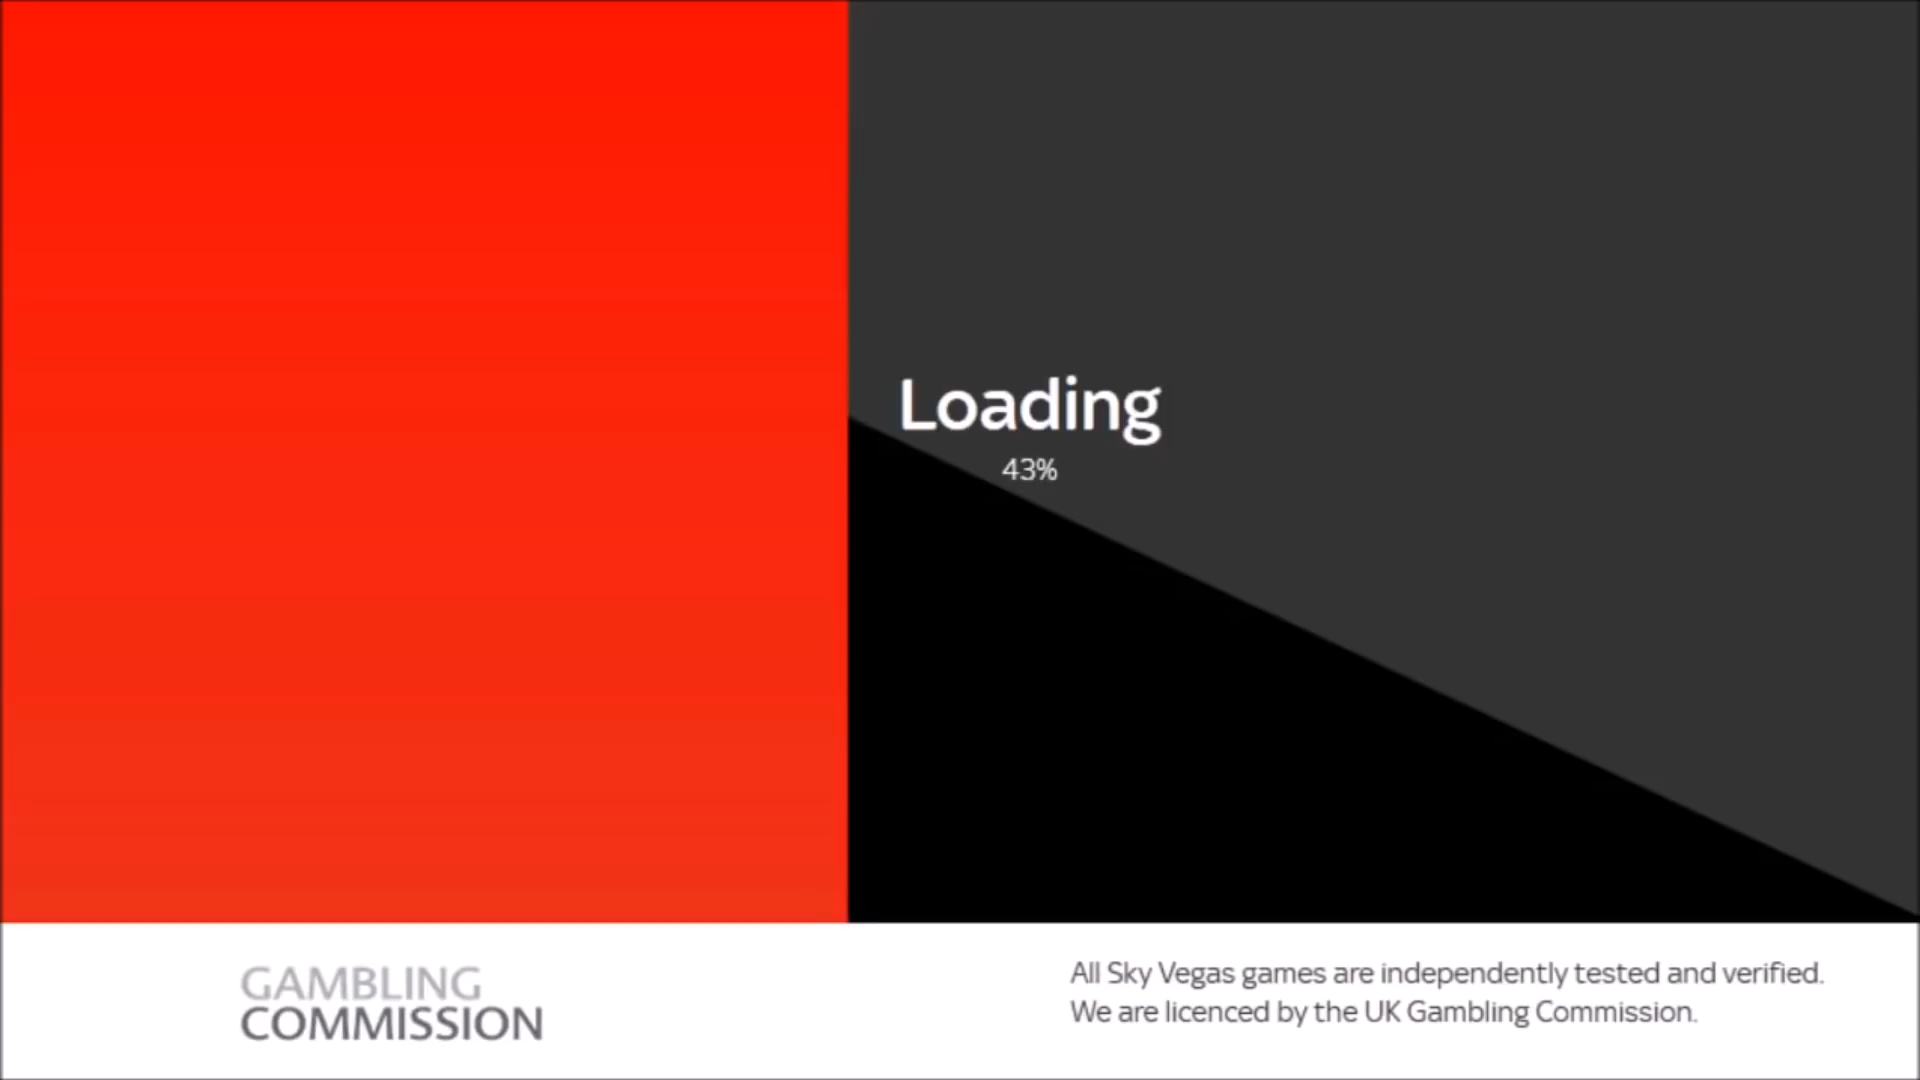 Loading
43%
GAMBLING
COMMISSION
All Sky Vegas games are independently tested and verified.
We are licenced by the UK Gambling Commission.